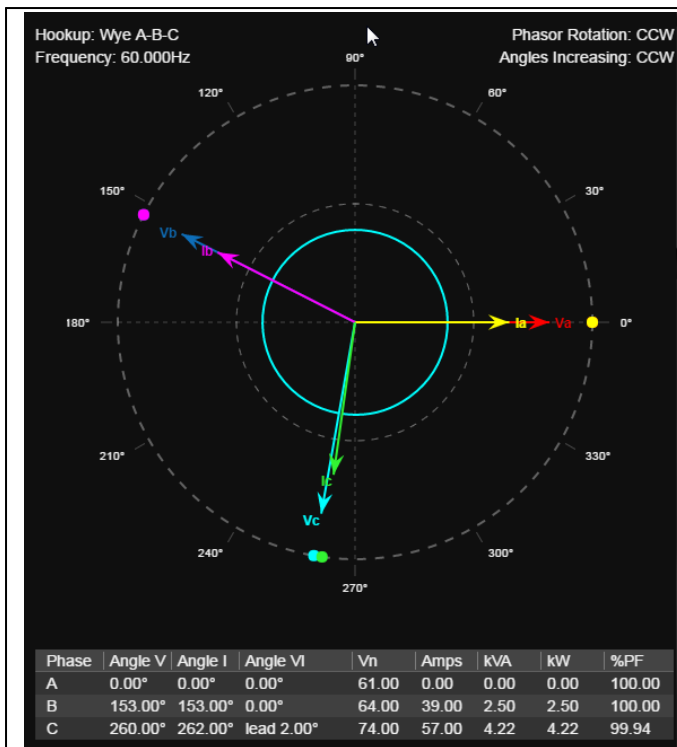 Hookup: Wye A-B-C
Phasor Rotation: CCW
Frequency: 60.000Hz
Angles Increasing: CCW
90°
120°
60°
150°
30°
Vb
Ib
180°
Ia
Va
0°
210°
330°
Ic
Vc
240°
300°
270°
Phase Angle V Angle I Angle VI Vn Amps kVA kW %PF
A 0.00° 0.00° 0.00° 61.00 0.00 0.00 0.00 100.00
B 153.00° 153.00° 0.00° 64.00 39.00 2.50 2.50 100.00
C 260.00° 262.00° lead 2.00° 74.00 57.00 4.22 4.22 99.94